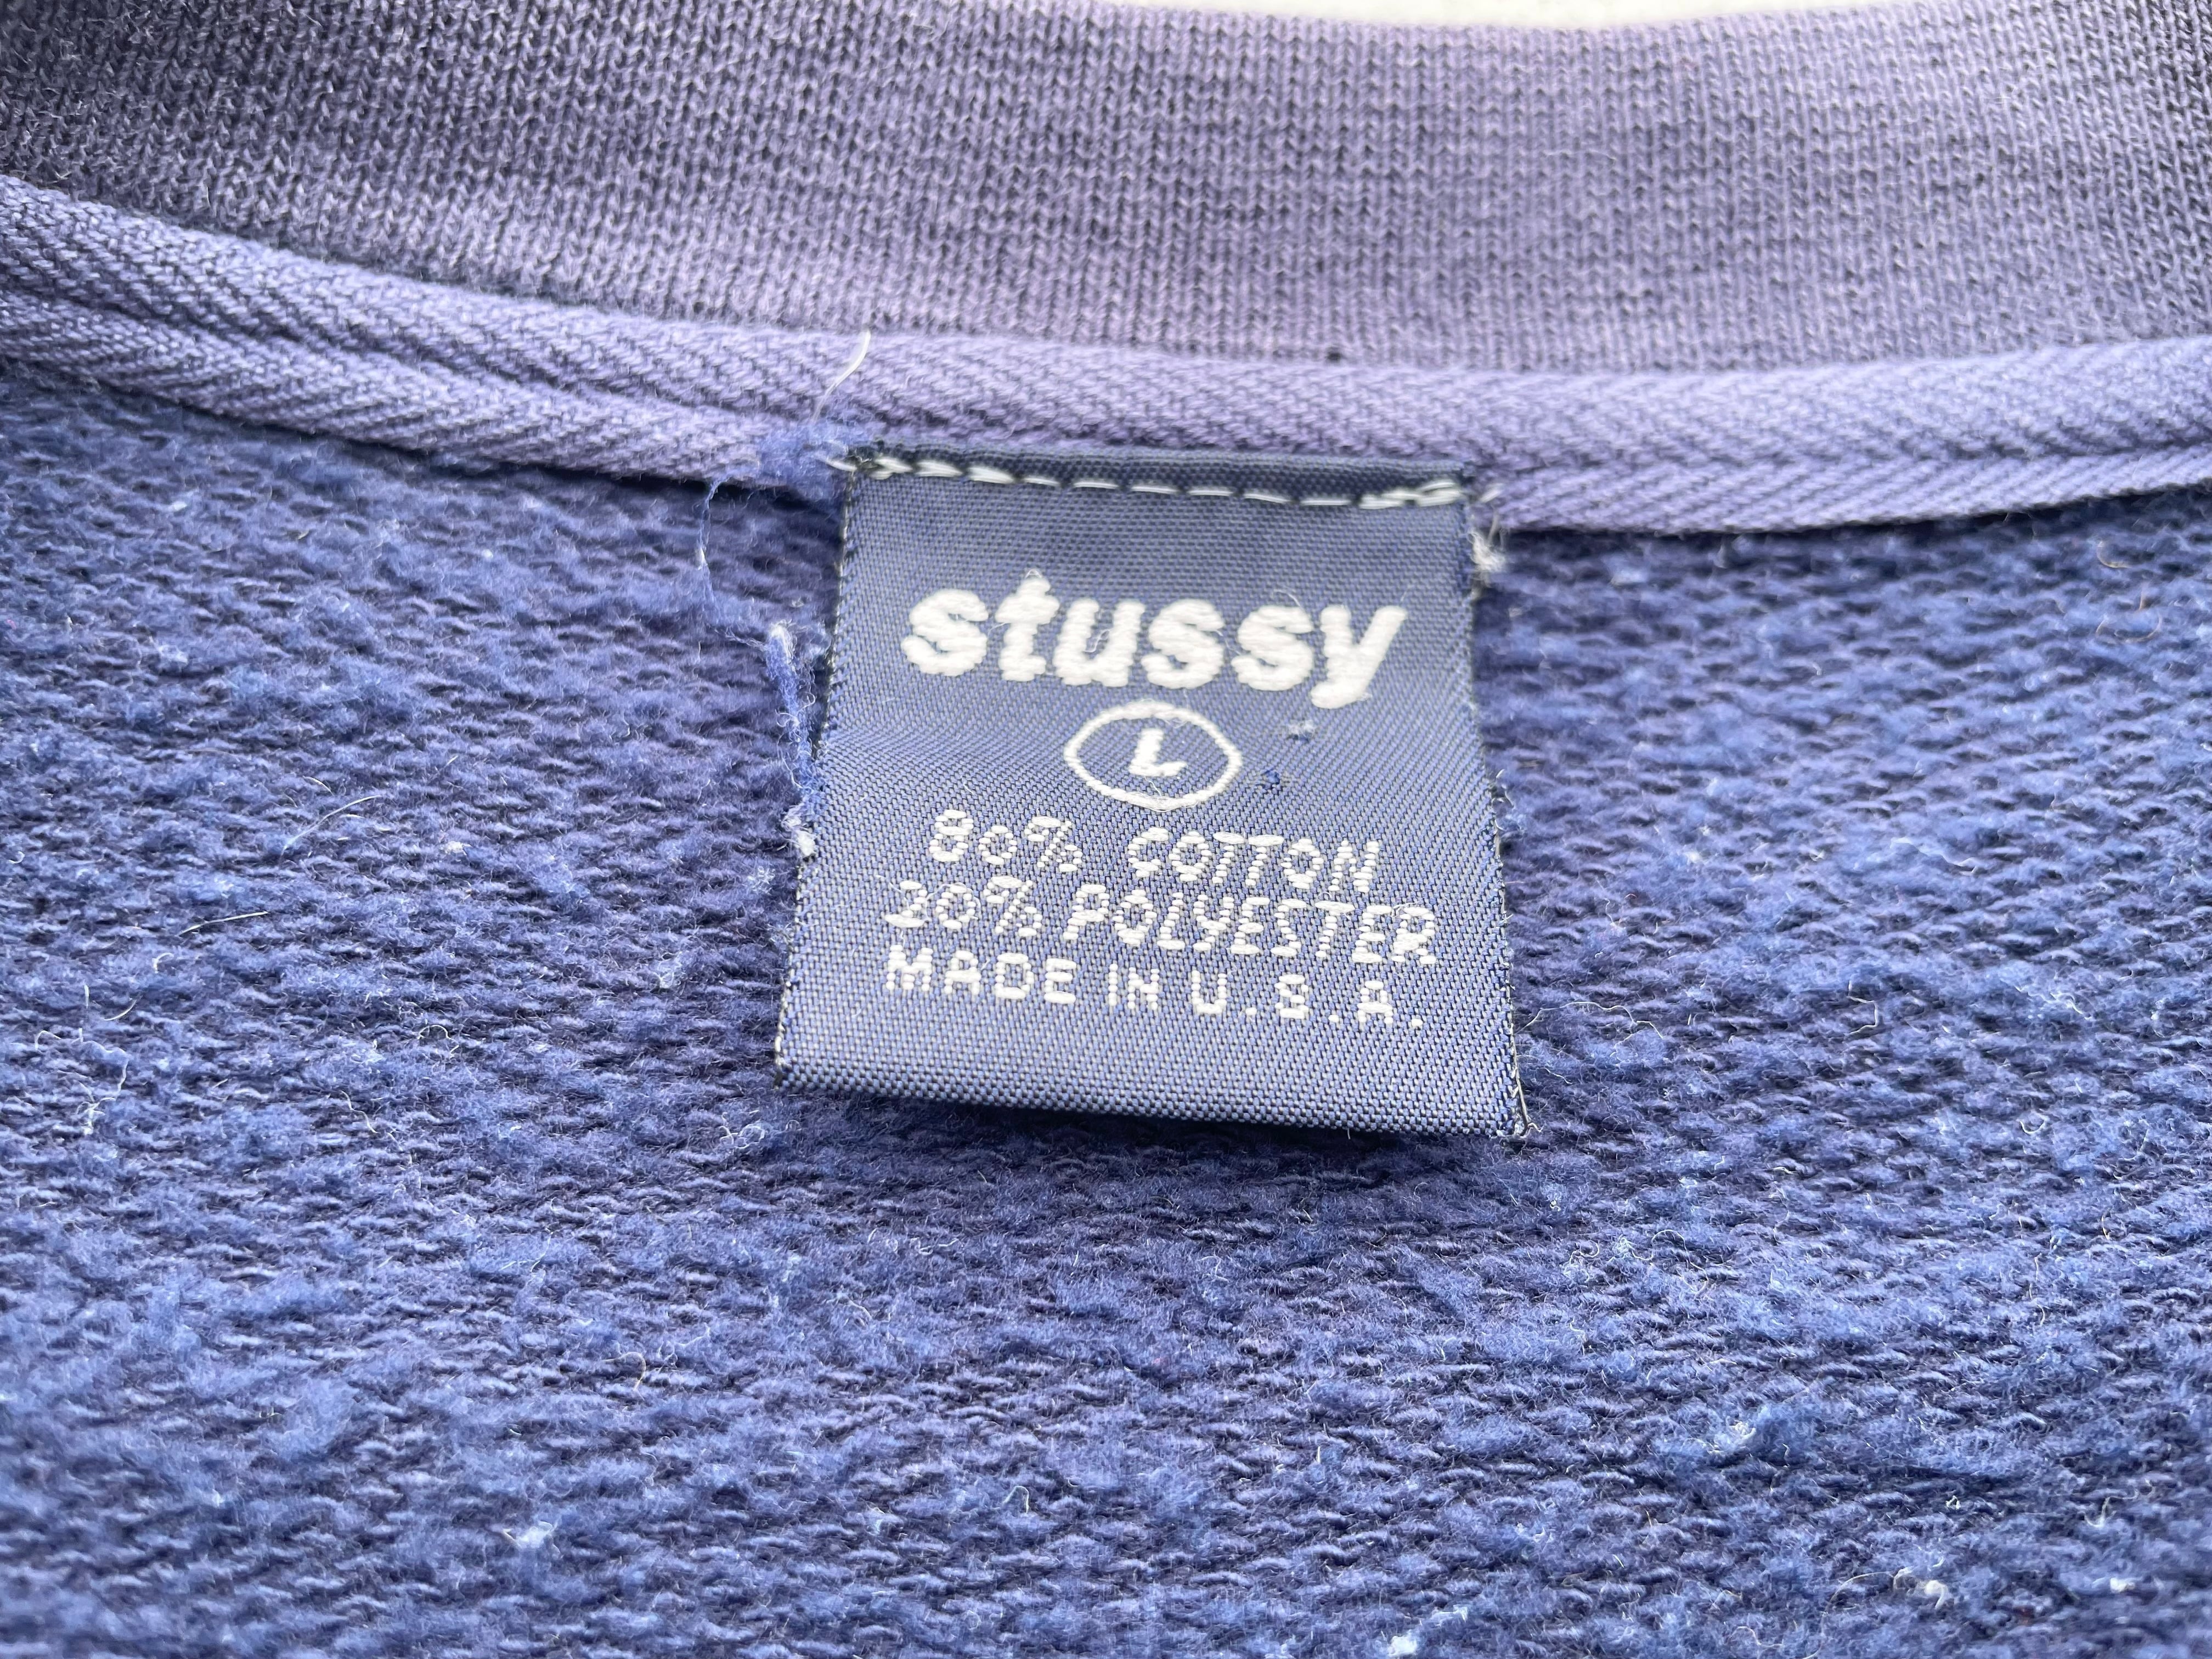 stussy
L
80% COTTON
20% POLYESTER
MADE IN U.S.A.